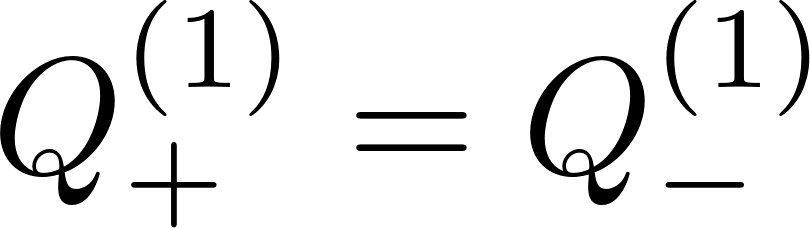 Q_+^{(1)} = Q_-^{(1)}